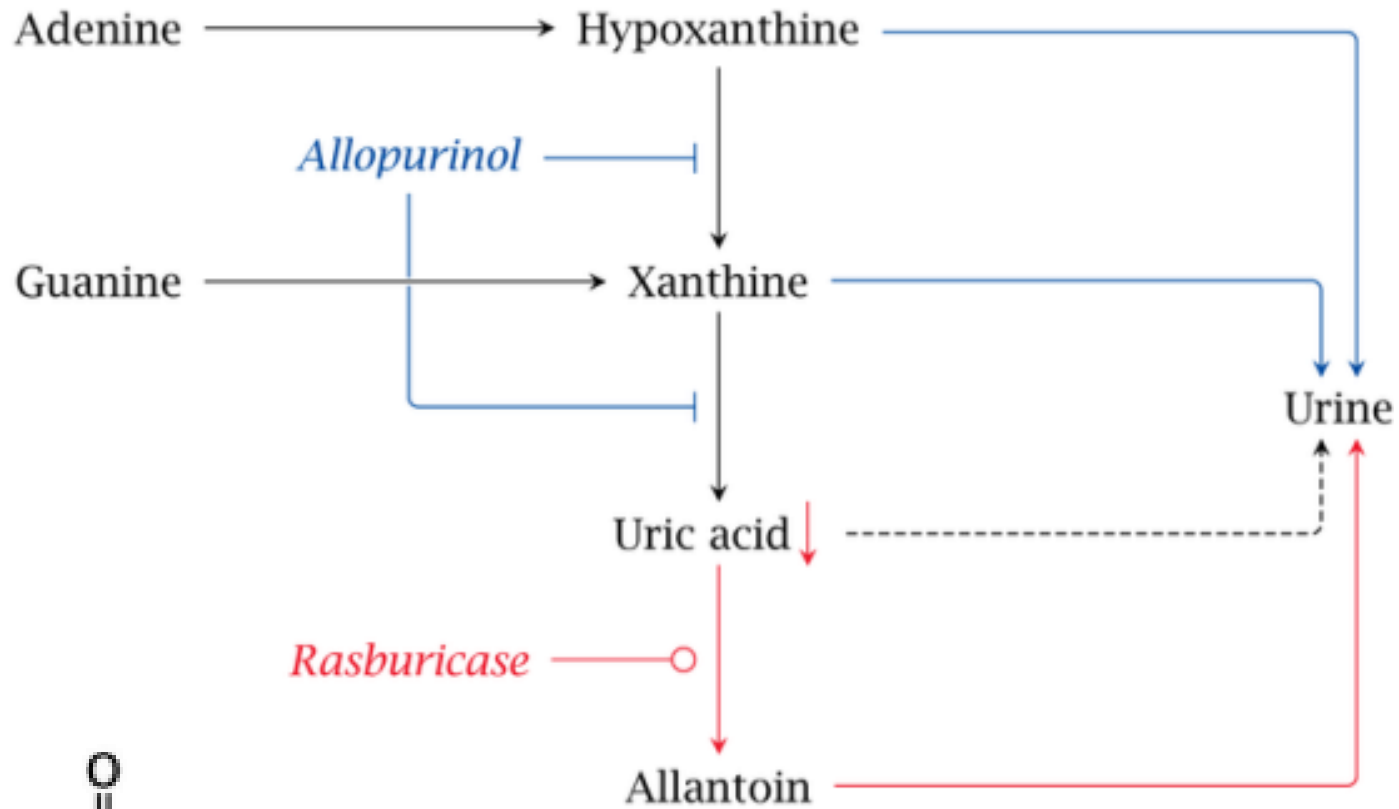 Adenine
Hypoxanthine
Allopurinol
Guanine
Xanthine
Urine
Uric acid
Rasburicase
O
Allantoin